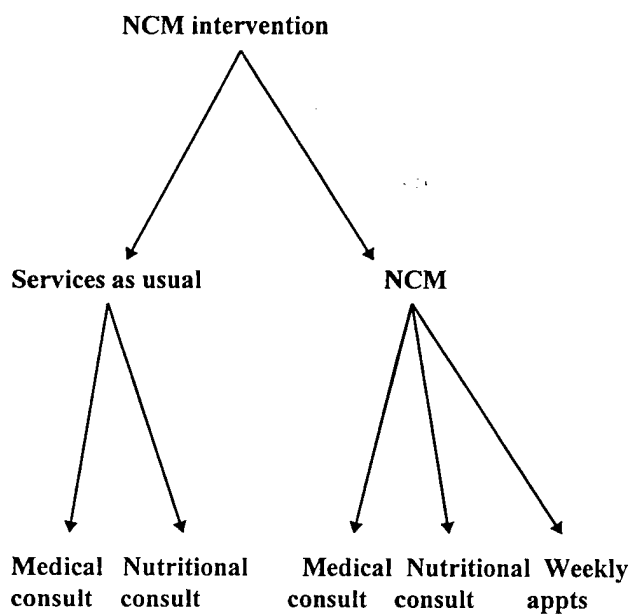 NCM intervention
Services as usual NCM
Medical Nutritional Medical Nutritional Weekly
consult consult consult consult appts